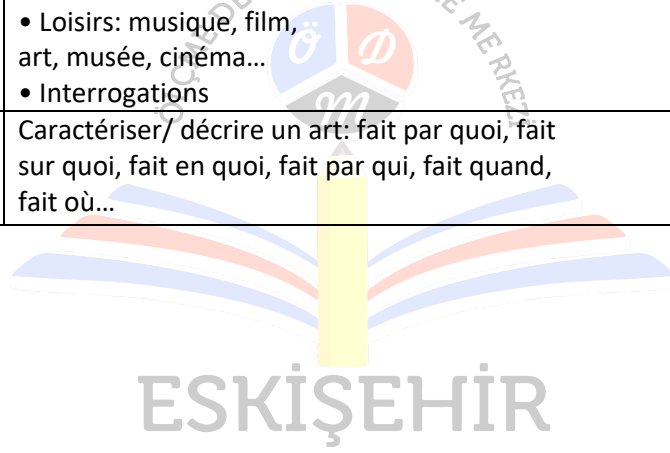 • Loisirs: musique, film,
art, musée, cinéma…
• Interrogations
Caractériser/ décrire un art: fait par quoi, fait
sur quoi, fait en quoi, fait par qui, fait quand,
fait où…
Ö D
M
ESKİŞEHİR